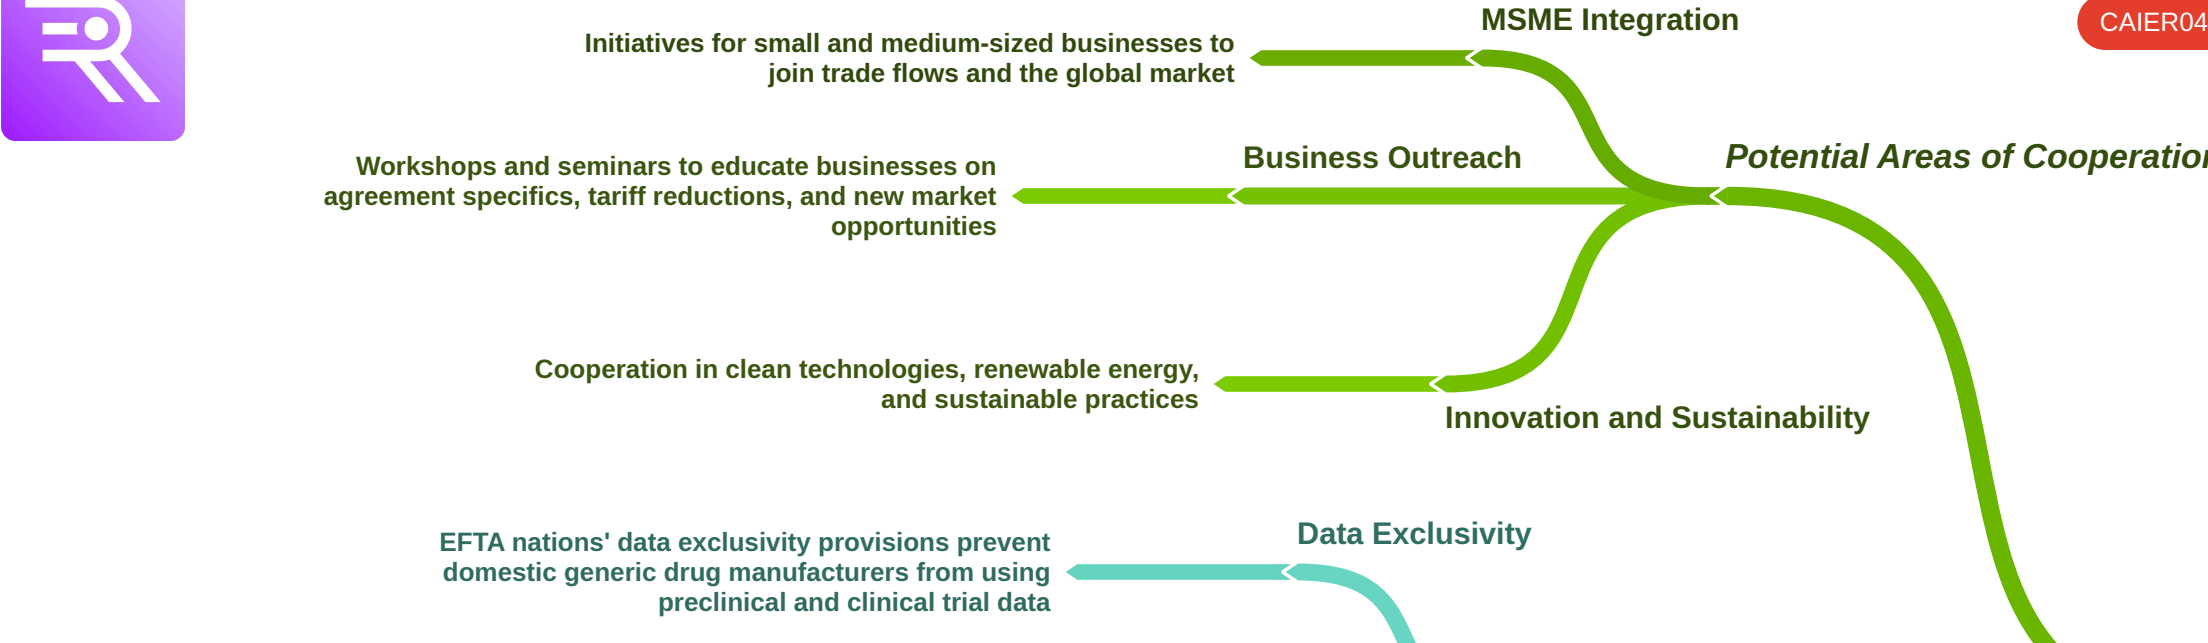 MSME Integration
CAIER04
Initiatives for small and medium-sized businesses to
join trade flows and the global market
Potential Areas of Cooperation
Business Outreach
Workshops and seminars to educate businesses on
agreement specifics, tariff reductions, and new market
opportunities
Cooperation in clean technologies, renewable energy,
and sustainable practices
Innovation and Sustainability
Data Exclusivity
EFTA nations' data exclusivity provisions prevent
domestic generic drug manufacturers from using
preclinical and clinical trial data